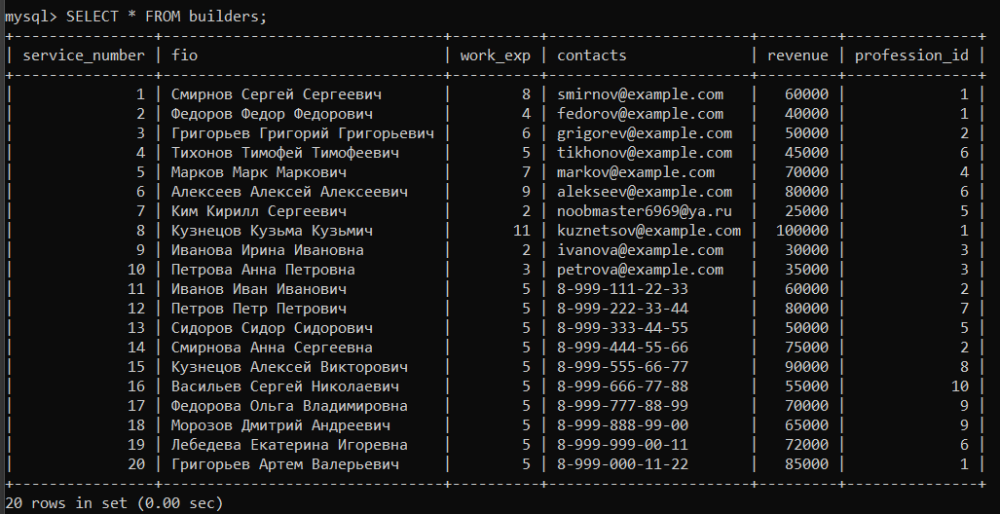 mysql> SELECT * FROM builders;
+----------------+--------------------------------+----------+-----------------------+---------+---------------+
| service_number | fio                            | work_exp | contacts              | revenue | profession_id |
+----------------+--------------------------------+----------+-----------------------+---------+---------------+
|              1 | Смирнов Сергей Сергеевич       |        8 | smirnov@example.com   |   60000 |             1 |
|              2 | Федоров Федор Федорович        |        4 | fedorov@example.com   |   40000 |             1 |
|              3 | Григорьев Григорий Григорьевич |        6 | grigorev@example.com  |   50000 |             2 |
|              4 | Тихонов Тимофей Тимофеевич     |        5 | tikhonov@example.com  |   45000 |             6 |
|              5 | Марков Марк Маркович           |        7 | markov@example.com    |   70000 |             4 |
|              6 | Алексеев Алексей Алексеевич    |        9 | alekseev@example.com  |   80000 |             6 |
|              7 | Ким Кирилл Сергеевич           |        2 | noobmaster6969@ya.ru  |   25000 |             5 |
|              8 | Кузнецов Кузьма Кузьмич        |       11 | kuznetsov@example.com |  100000 |             1 |
|              9 | Иванова Ирина Ивановна         |        2 | ivanova@example.com   |   30000 |             3 |
|             10 | Петрова Анна Петровна          |        3 | petrova@example.com   |   35000 |             3 |
|             11 | Иванов Иван Иванович           |        5 | 8-999-111-22-33       |   60000 |             2 |
|             12 | Петров Петр Петрович           |        5 | 8-999-222-33-44       |   80000 |             7 |
|             13 | Сидоров Сидор Сидорович        |        5 | 8-999-333-44-55       |   50000 |             5 |
|             14 | Смирнова Анна Сергеевна        |        5 | 8-999-444-55-66       |   75000 |             2 |
|             15 | Кузнецов Алексей Викторович    |        5 | 8-999-555-66-77       |   90000 |             8 |
|             16 | Васильев Сергей Николаевич     |        5 | 8-999-666-77-88       |   55000 |            10 |
|             17 | Федорова Ольга Владимировна    |        5 | 8-999-777-88-99       |   70000 |             9 |
|             18 | Морозов Дмитрий Андреевич      |        5 | 8-999-888-99-00       |   65000 |             9 |
|             19 | Лебедева Екатерина Игоревна    |        5 | 8-999-999-00-11       |   72000 |             6 |
|             20 | Григорьев Артем Валерьевич     |        5 | 8-999-000-11-22       |   85000 |             1 |
+----------------+--------------------------------+----------+-----------------------+---------+---------------+
20 rows in set (0.00 sec)